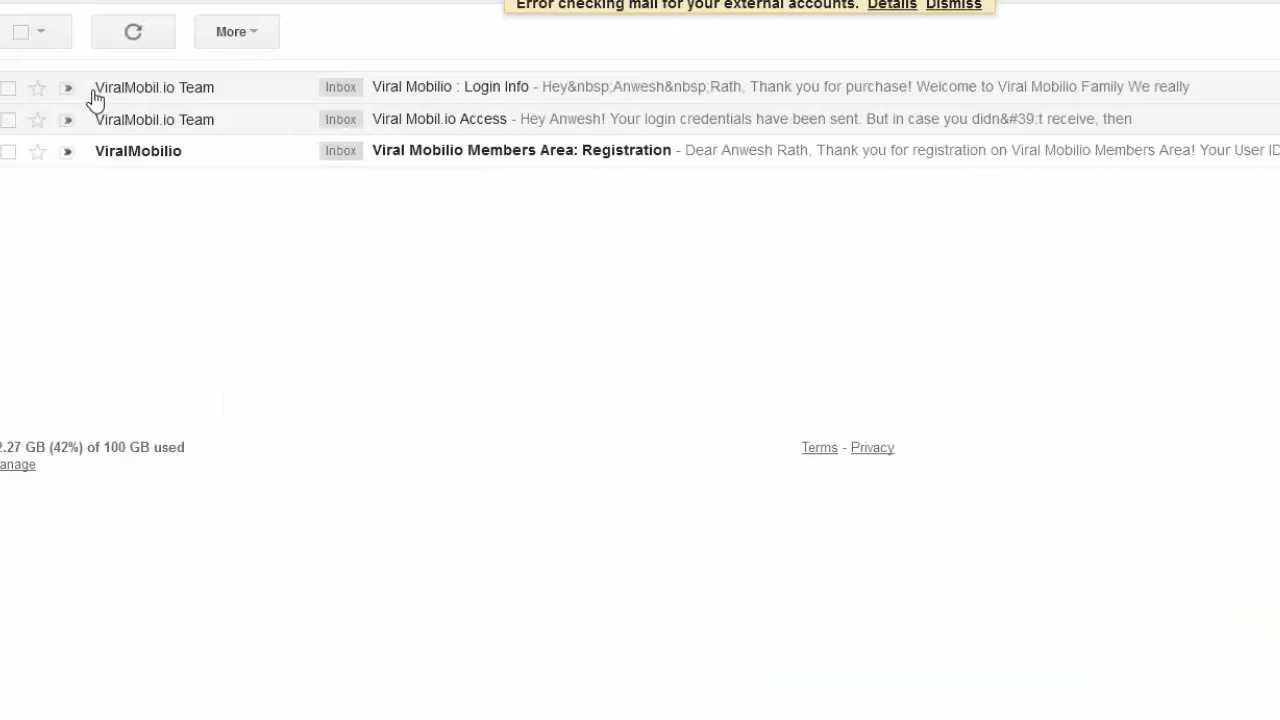 Error checking mail for your external accounts. Details Dismiss
More
ViralMobil.io Team Inbox Viral Mobilio : Login Info - Hey&nbsp;Anwesh&nbsp;Rath, Thank you for purchase! Welcome to Viral Mobilio Family We really
ViralMobil.io Team Inbox Viral Mobil.io Access - Hey Anwesh! Your login credentials have been sent. But in case you didn&#39;t receive, then
ViralMobilio Inbox Viral Mobilio Members Area: Registration - Dear Anwesh Rath, Thank you for registration on Viral Mobilio Members Area! Your User ID
2.27 GB (42%) of 100 GB used
anage
Terms - Privacy